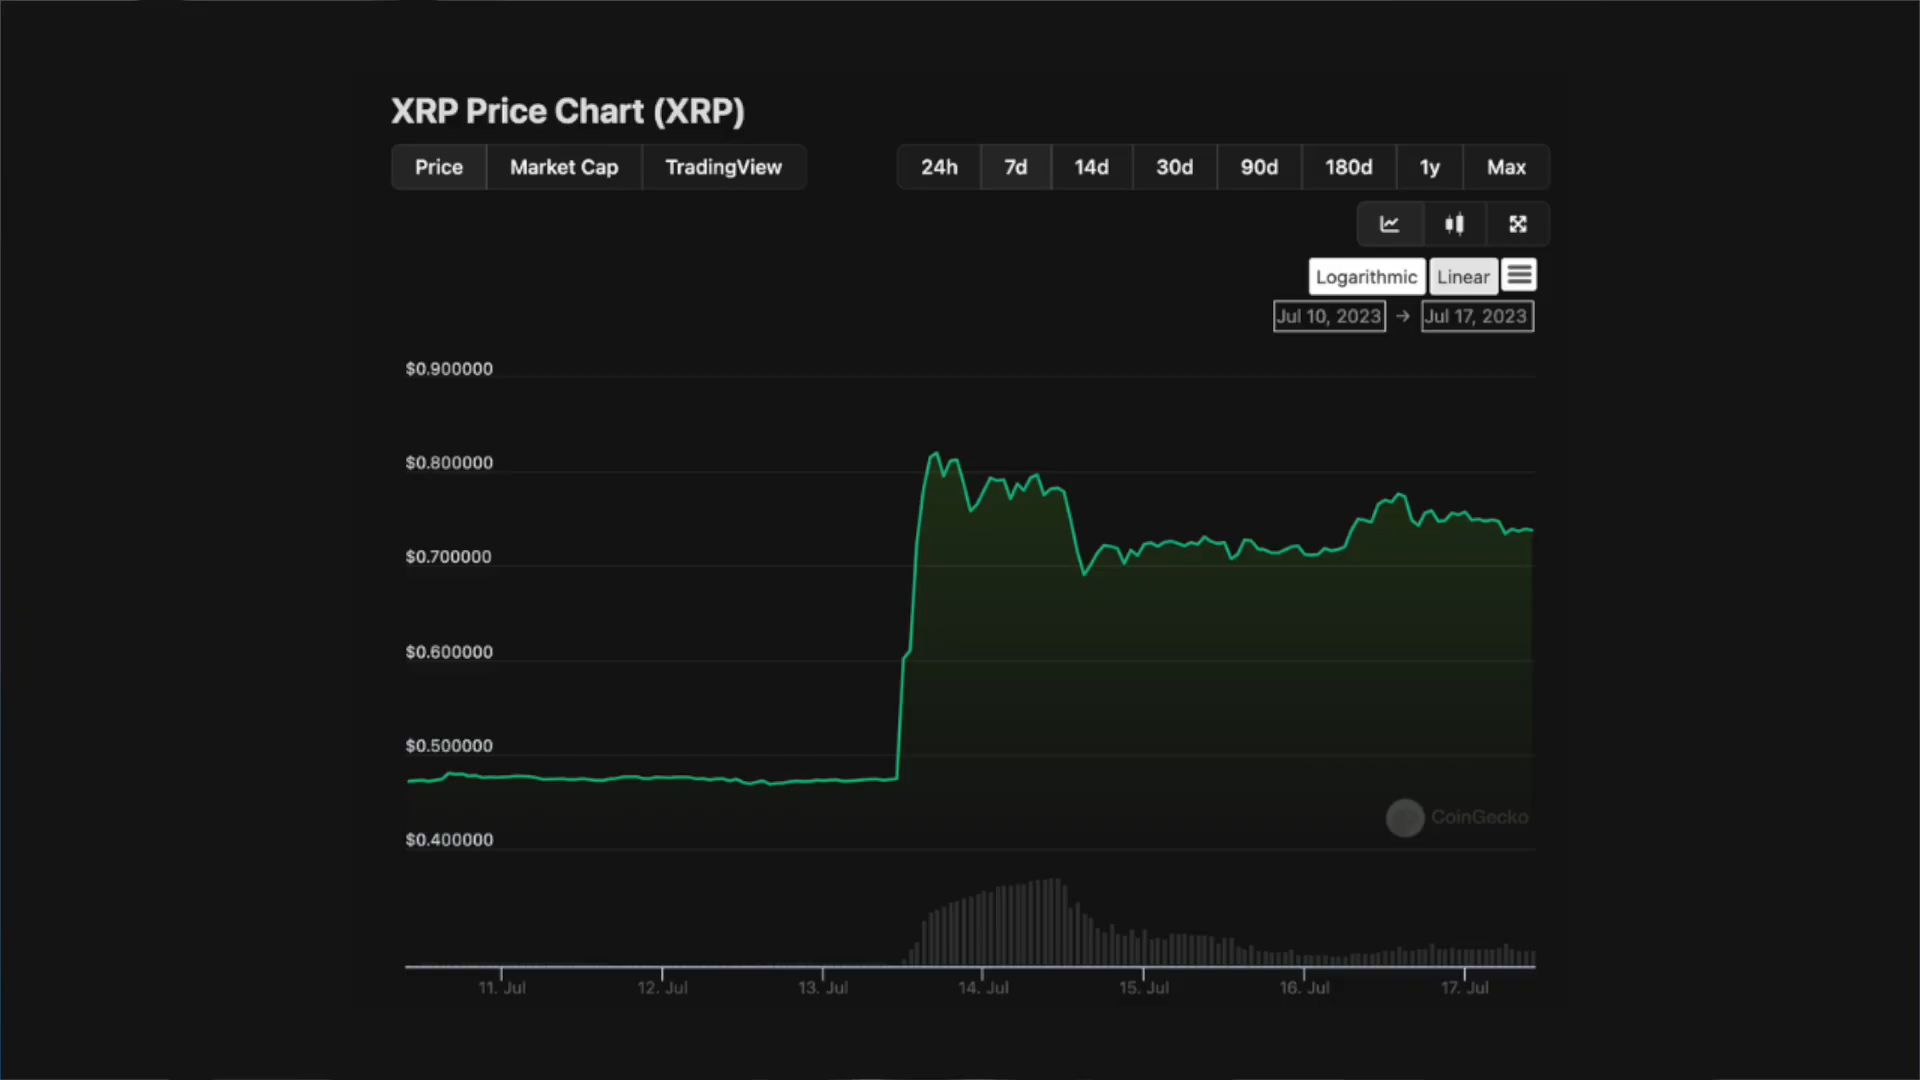 XRP Price Chart (XRP)
Price Market Cap TradingView 24h 7d 14d 30d 90d 180d 1y Max
Logarithmic Linear
Jul 10, 2023 → Jul 17, 2023
$0.900000
$0.800000
$0.700000
$0.600000
$0.500000
CoinGecko
$0.400000
11. Jul 12. Jul 13. Jul 14. Jul 15. Jul 16. Jul 17. Jul